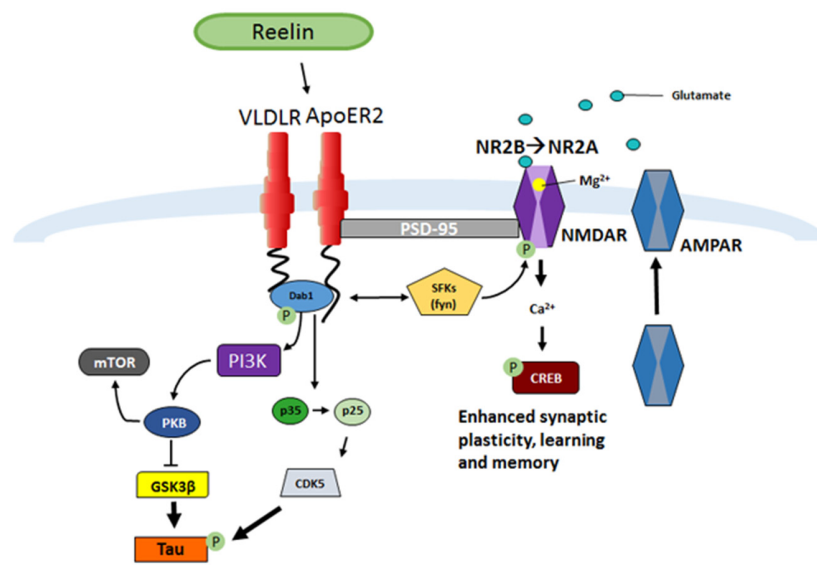 Reelin
VLDLR ApoER2
Glutamate
NR2B→NR2A
Mg²⁺
PSD-95
NMDAR
AMPAR
P
Dab1
P
SFKs
(fyn)
Ca²⁺
mTOR
PI3K
P
CREB
p35
p25
PKB
Enhanced synaptic
plasticity, learning
and memory
GSK3β
CDK5
Tau
P